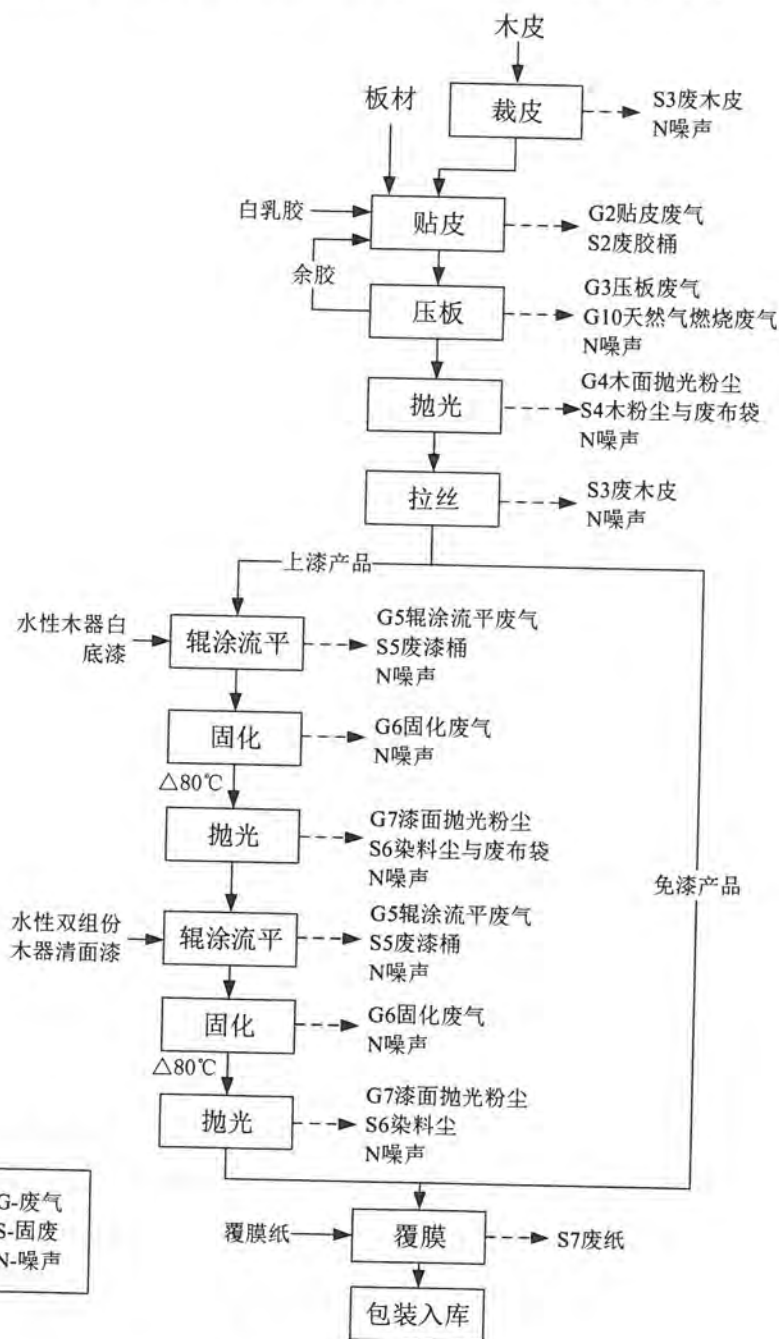 木皮
板材
裁皮
S3废木皮
N噪声
白乳胶
贴皮
G2贴皮废气
S2废胶桶
余胶
压板
G3压板废气
G10天然气燃烧废气
N噪声
抛光
G4木面抛光粉尘
S4木粉尘与废布袋
N噪声
拉丝
S3废木皮
N噪声
上漆产品
水性木器白
底漆
辊涂流平
G5辊涂流平废气
S5废漆桶
N噪声
固化
G6固化废气
N噪声
△80℃
抛光
G7漆面抛光粉尘
S6染料尘与废布袋
N噪声
免漆产品
水性双组份
木器清面漆
辊涂流平
G5辊涂流平废气
S5废漆桶
N噪声
固化
G6固化废气
N噪声
△80℃
抛光
G7漆面抛光粉尘
S6染料尘
N噪声
G-废气
S-固废
N-噪声
覆膜纸
覆膜
S7废纸
包装入库